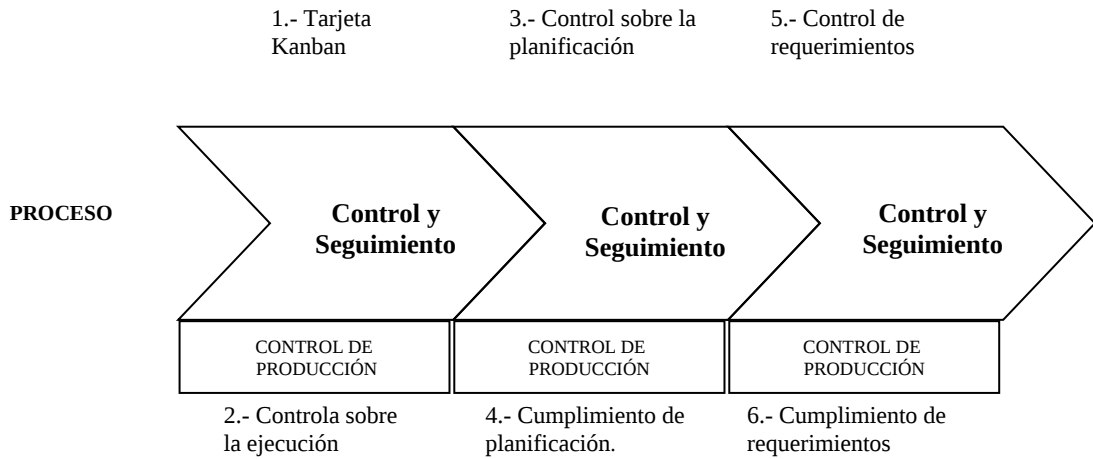 1.- Tarjeta
Kanban
3.- Control sobre la
planificación
5.- Control de
requerimientos
PROCESO
Control y
Seguimiento
Control y
Seguimiento
Control y
Seguimiento
CONTROL DE
PRODUCCIÓN
CONTROL DE
PRODUCCIÓN
CONTROL DE
PRODUCCIÓN
2.- Controla sobre
la ejecución
4.- Cumplimiento de
planificación.
6.- Cumplimiento de
requerimientos